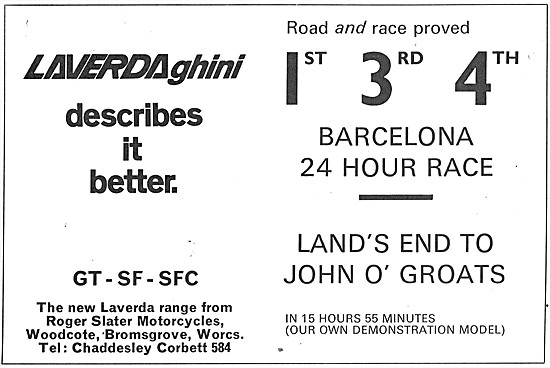 LAVERDAghini
describes
it
better.
GT - SF - SFC
The new Laverda range from
Roger Slater Motorcycles,
Woodcote, Bromsgrove, Worcs.
Tel: Chaddesley Corbett 584
Road and race proved
1ST 3RD 4TH
BARCELONA
24 HOUR RACE
LAND'S END TO
JOHN O' GROATS
IN 15 HOURS 55 MINUTES
(OUR OWN DEMONSTRATION MODEL)